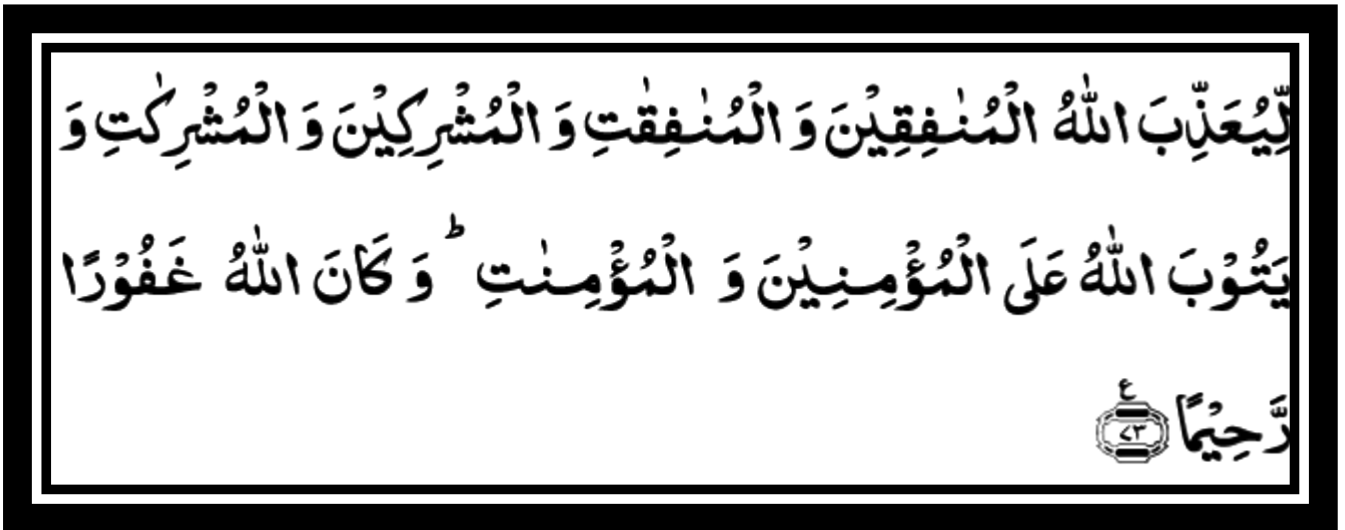 لِّيُعَذِّبَ اللّٰهُ الْمُنٰفِقِيْنَ وَ الْمُنٰفِقٰتِ وَ الْمُشْرِكِيْنَ وَ الْمُشْرِكٰتِ وَ
يَتُوْبَ اللّٰهُ عَلَى الْمُؤْمِنِيْنَ وَ الْمُؤْمِنٰتِ ؕ وَ كَانَ اللّٰهُ غَفُوْرًا
رَّحِيْمًا ع ۷۳